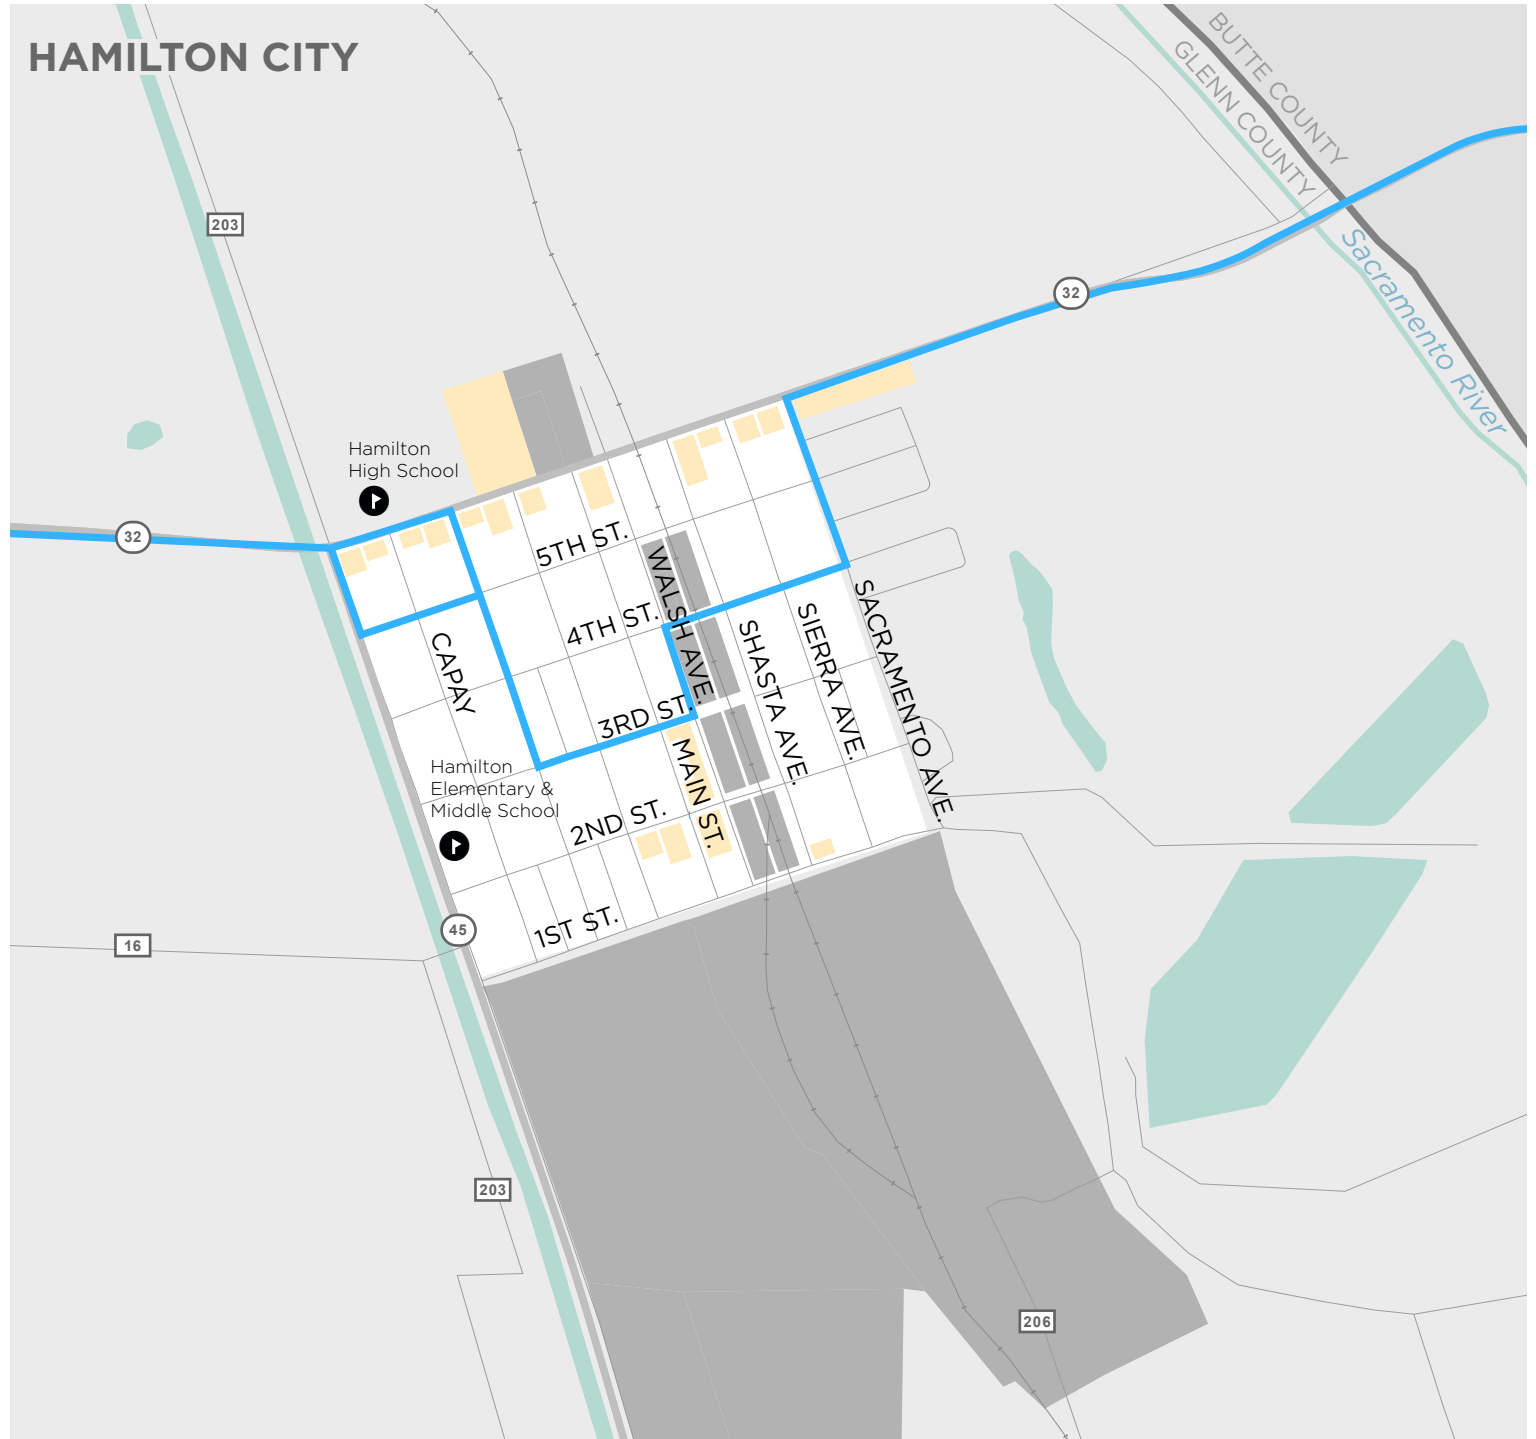 HAMILTON CITY
BUTTE COUNTY
GLENN COUNTY
203
32
Sacramento River
Hamilton
High School
32
5TH ST.
WALSH AVE.
4TH ST.
SACRAMENTO AVE.
SIERRA AVE.
SHASTA AVE.
CAPAY
3RD ST.
MAIN ST.
Hamilton
Elementary &
Middle School
2ND ST.
1ST ST.
45
16
203
206